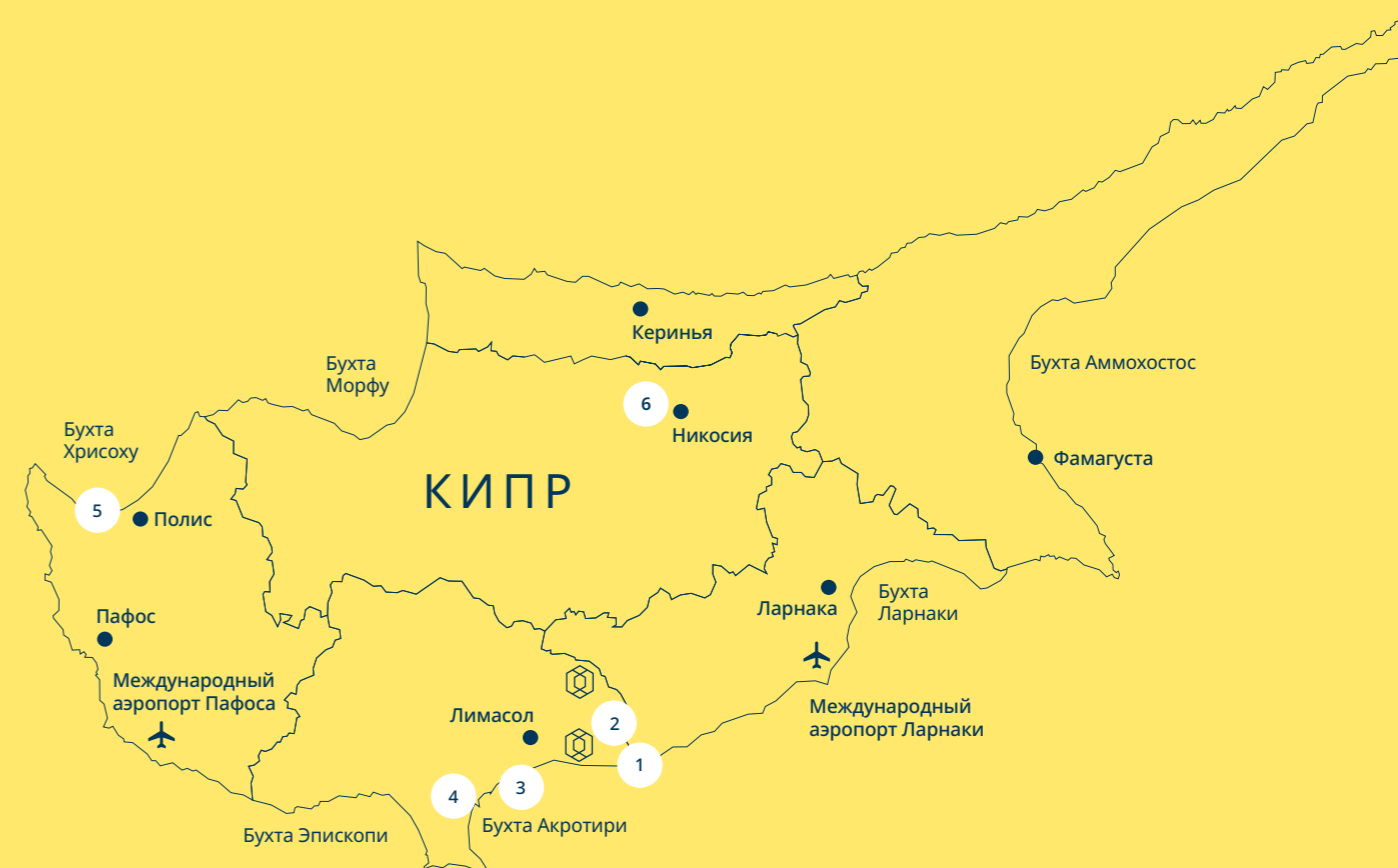 Керинья
Бухта
Морфу
Бухта Аммохостос
6
Никосия
Бухта
Хрисоху
Фамагуста
КИПР
5
Полис
Ларнака
Бухта
Ларнаки
Пафос
Международный
аэропорт Пафоса
Лимасол
2
Международный
аэропорт Ларнаки
1
3
4
Бухта Акротири
Бухта Эпископи